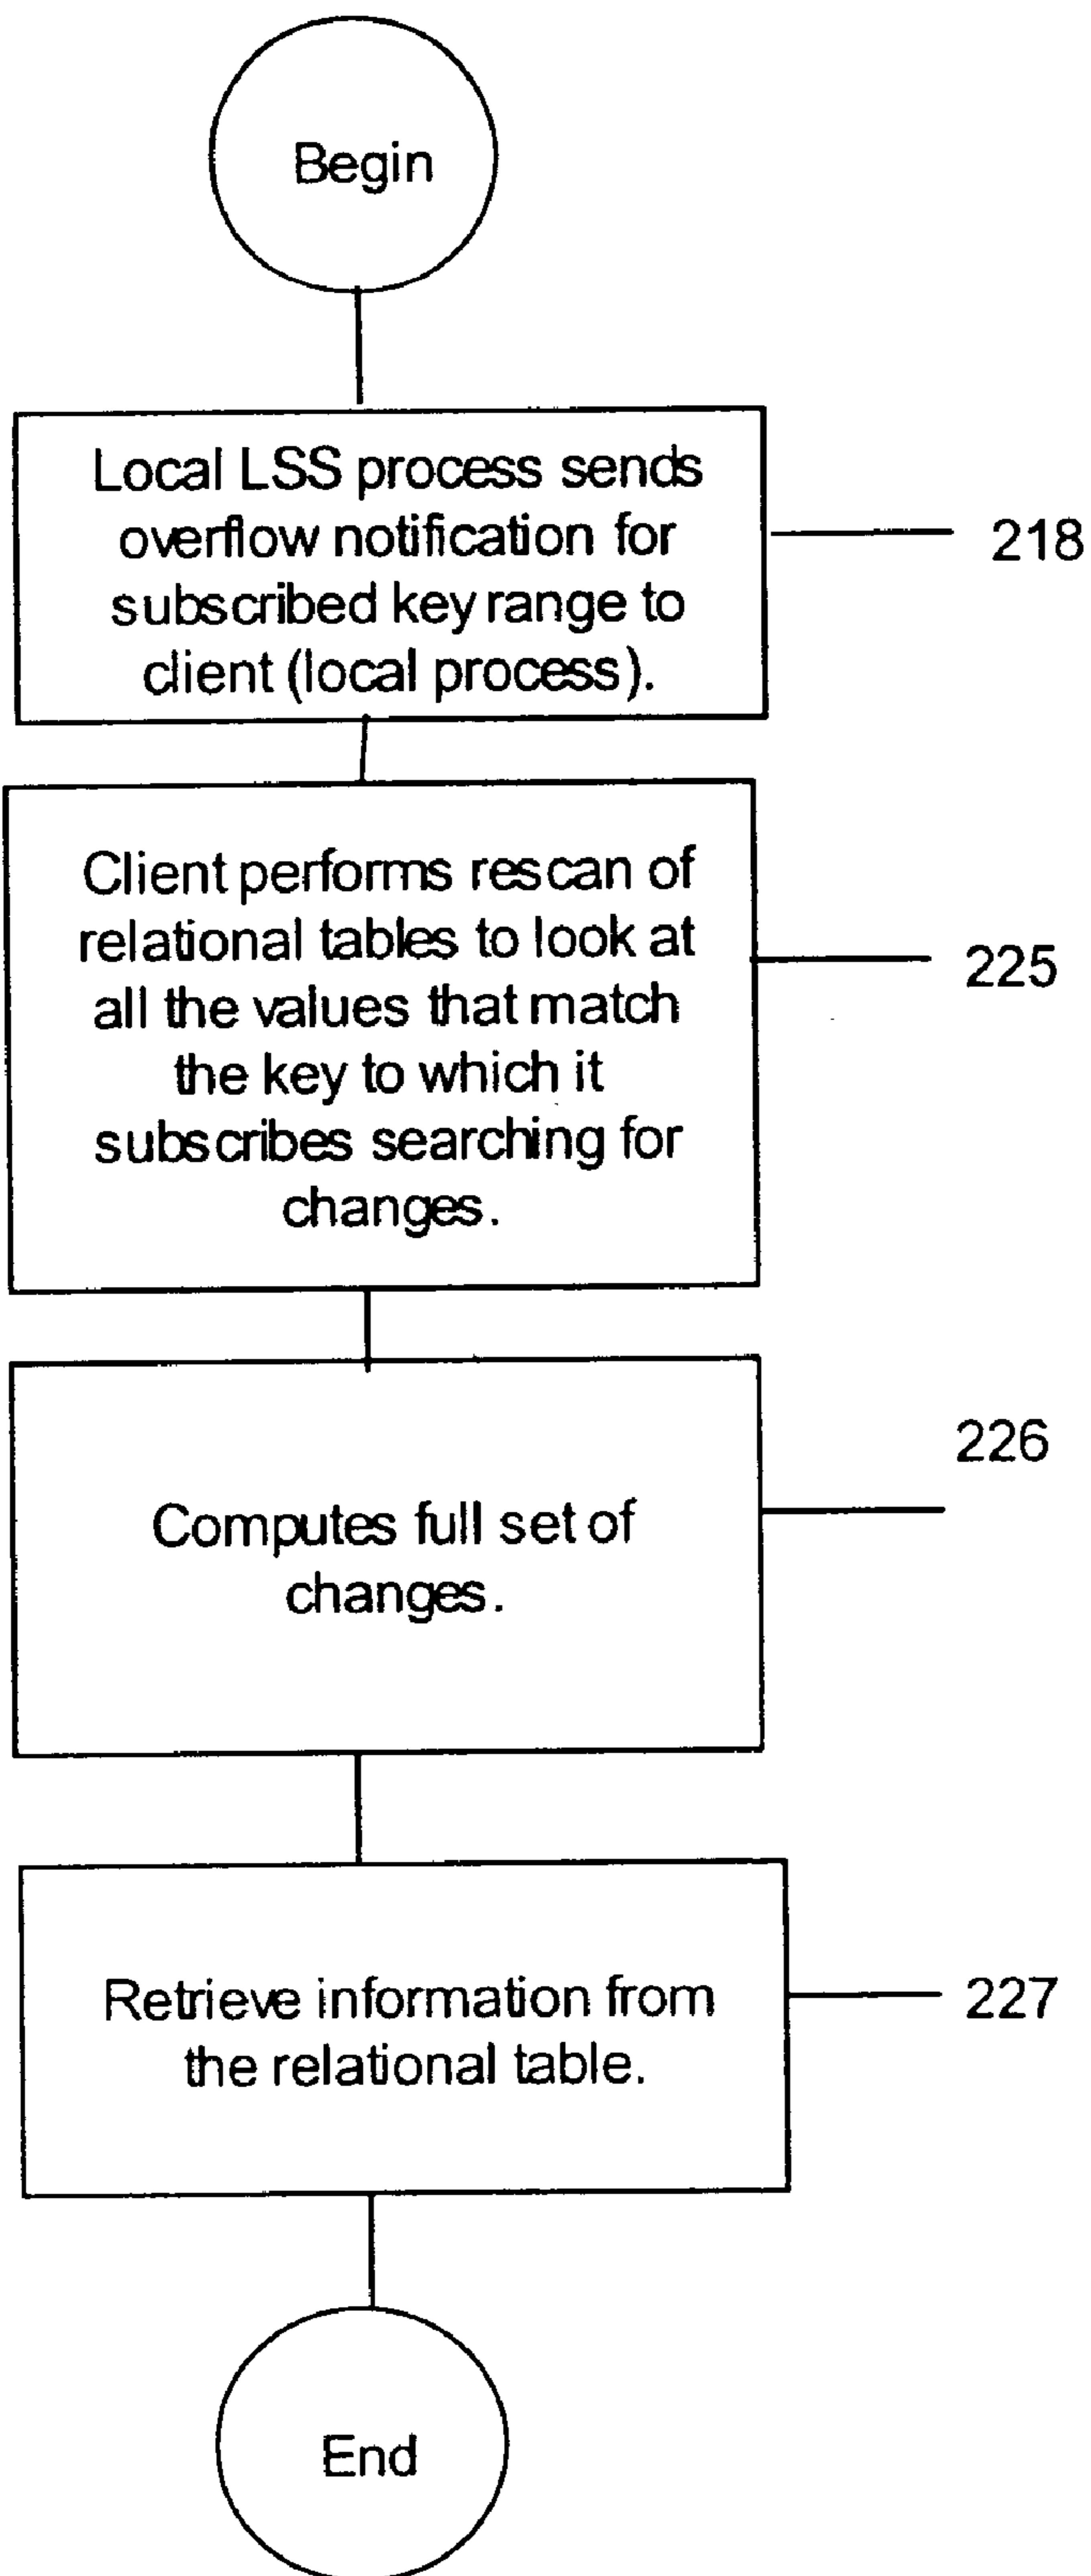 Begin
Local LSS process sends
overflow notification for
subscribed key range to
client (local process).
218
Client performs rescan of
relational tables to look at
all the values that match
the key to which it
subscribes searching for
changes.
225
226
Computes full set of
changes.
Retrieve information from
the relational table.
227
End